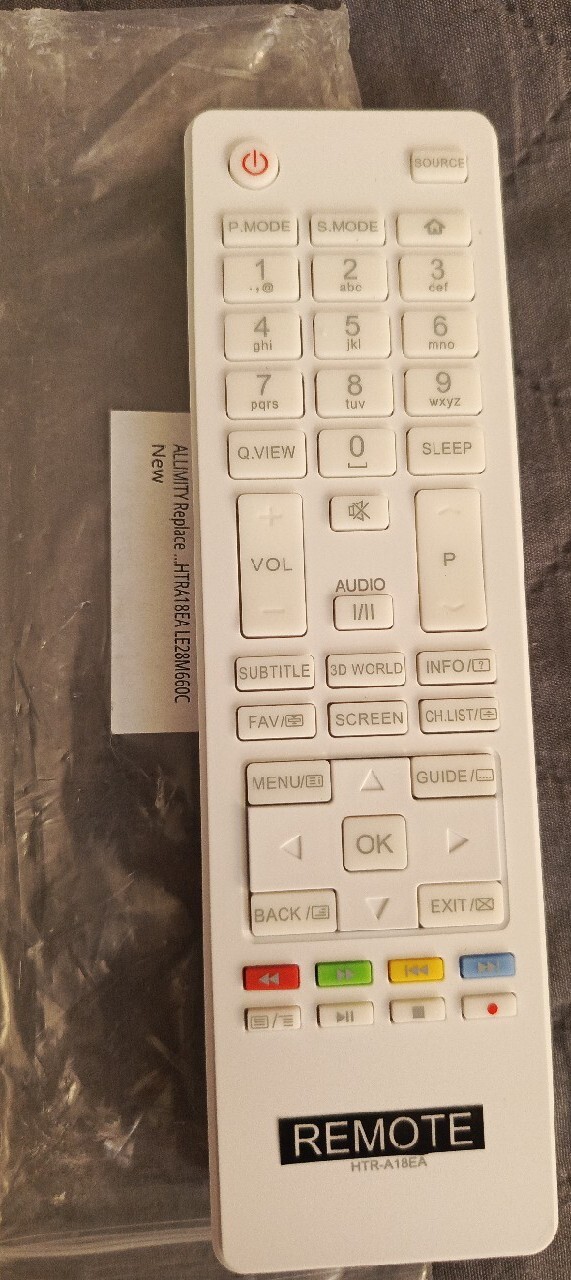 SOURCE
P.MODE S.MODE
1 2 3
.,@ abc def
4 5 6
ghi jkl mno
7 8 9
pqrs tuv wxyz
Q.VIEW 0 SLEEP
+
VOL P
−
AUDIO
I/II
SUBTITLE 3D WORLD INFO/?
FAV/ SCREEN CH.LIST/
MENU/ GUIDE/
OK
BACK / EXIT/
REMOTE
HTR-A18EA
ALLIMITY Replace ...HTRA18EA LE28M660C
New